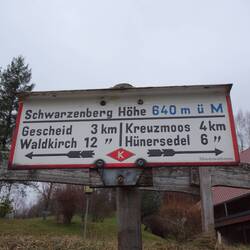 Schwarzenberg Höhe 640 m ü M
Gescheid 3 km
Waldkirch 12 "
Kreuzmoos 4 km
Hünersedel 6 "
K